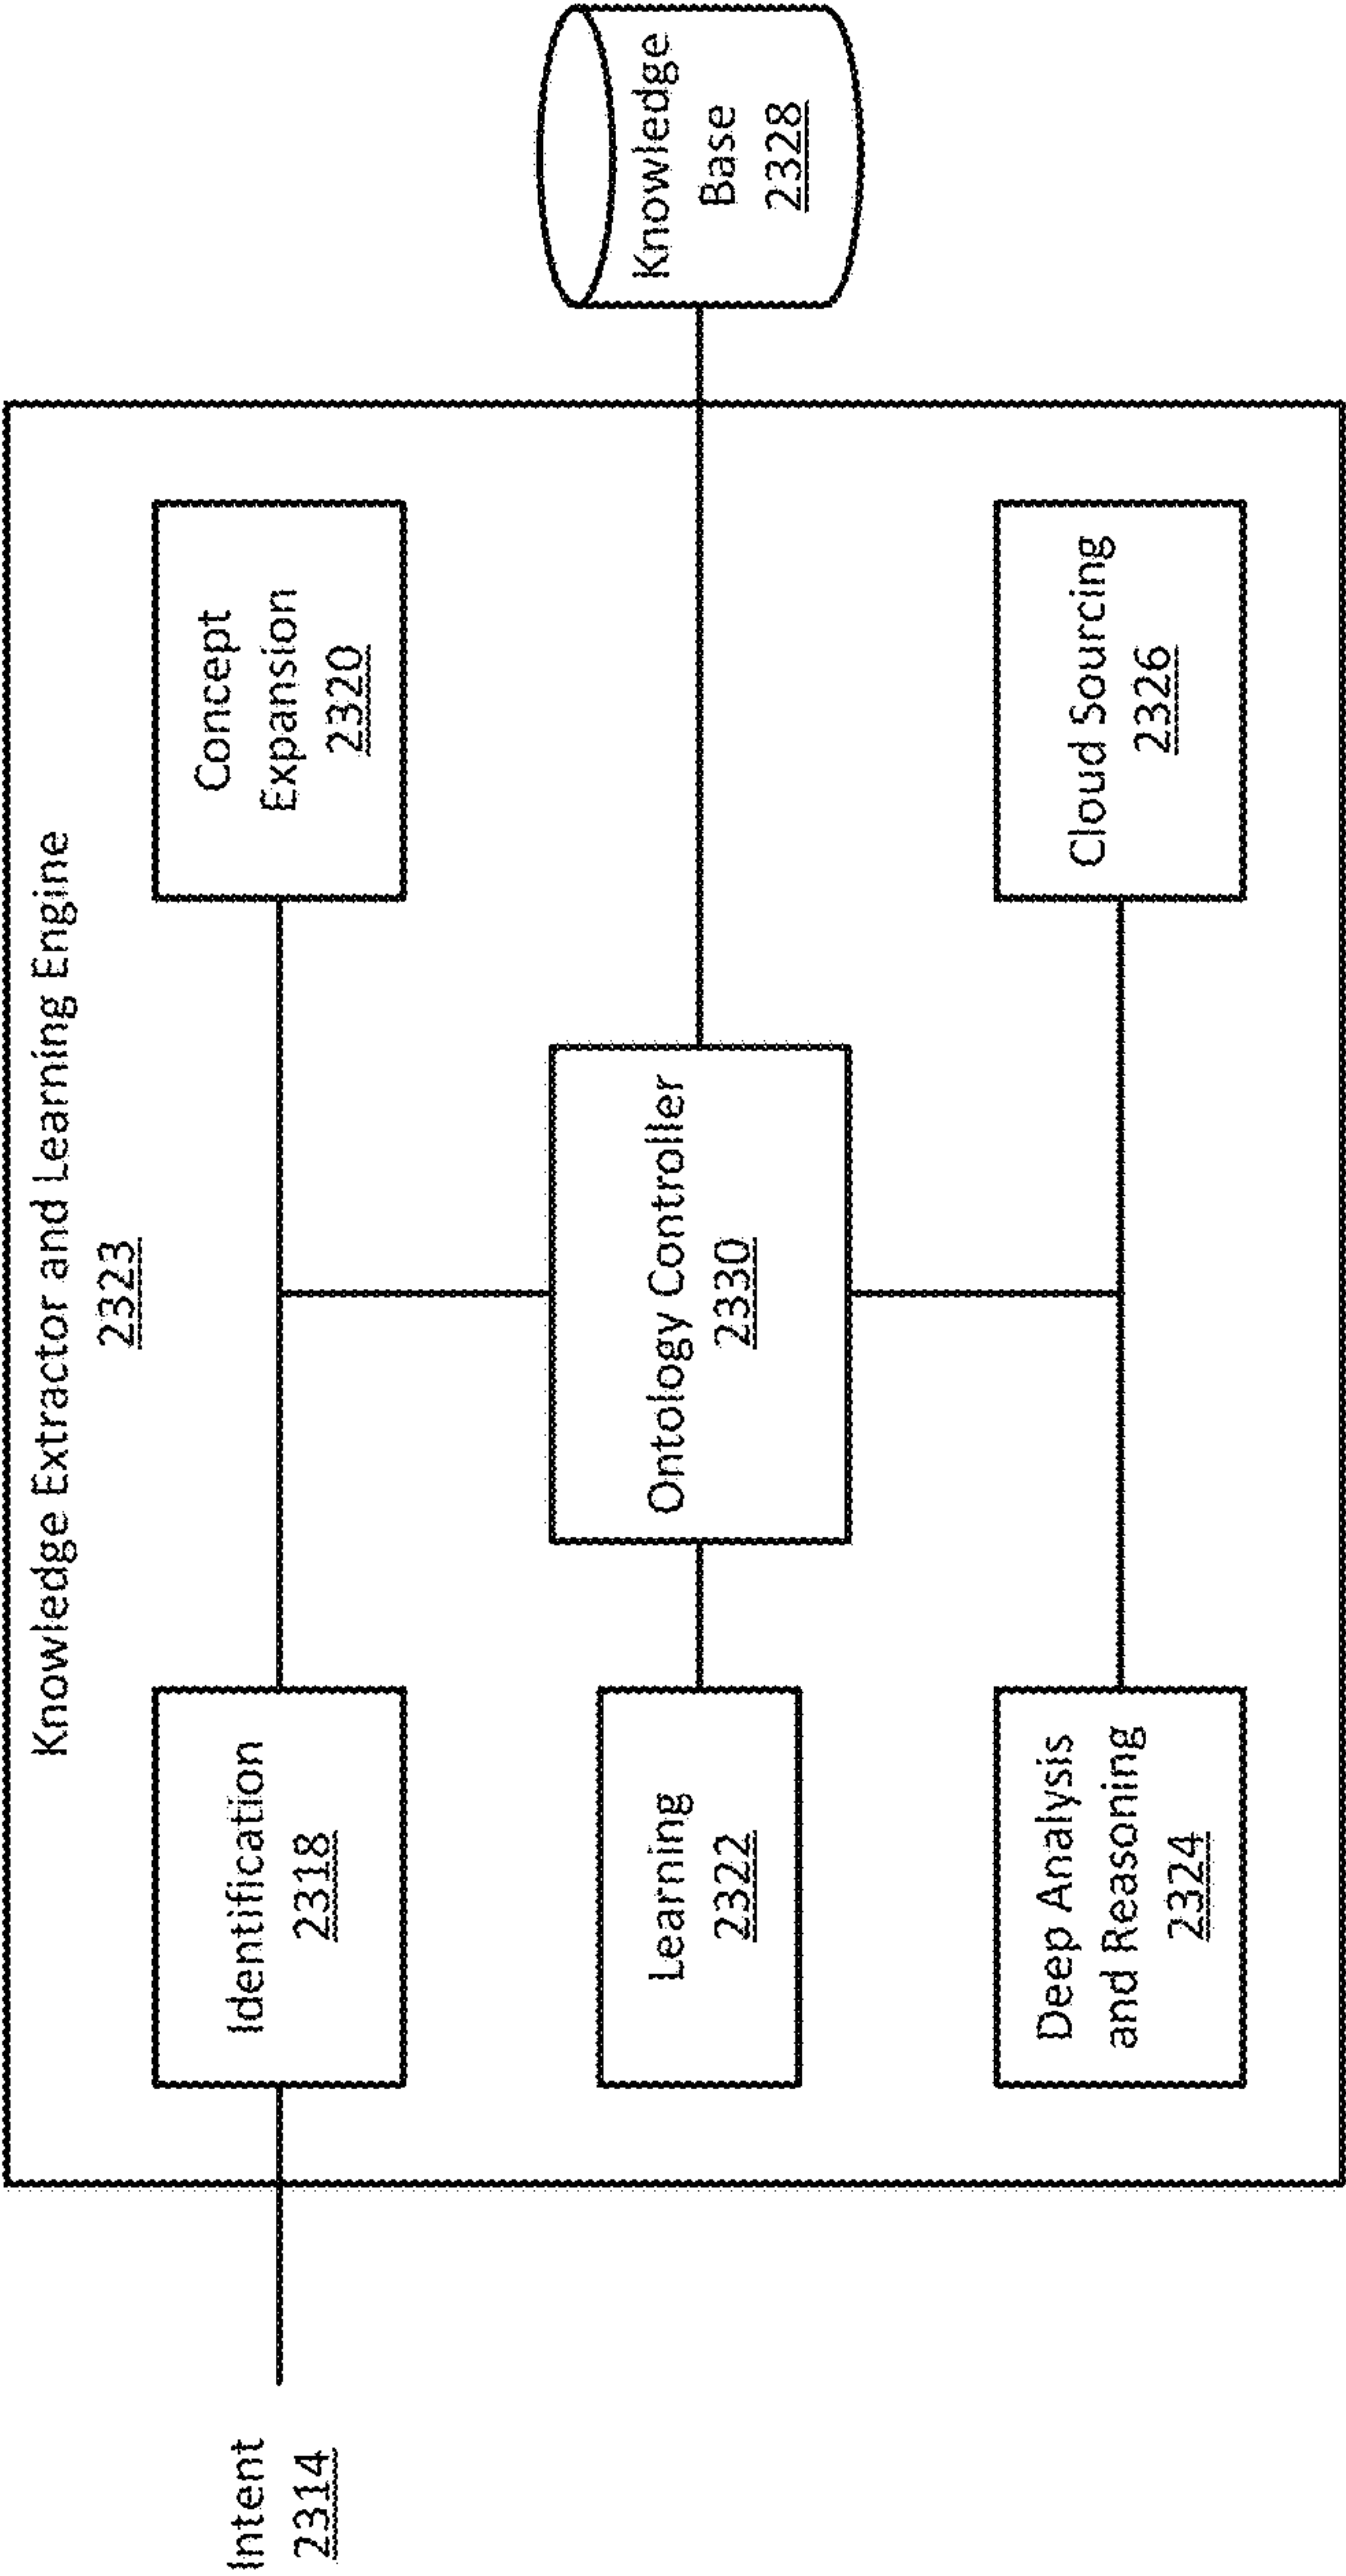 Knowledge Extractor and Learning Engine
2323
Intent
2314
Identification
2318
Concept
Expansion
2320
Learning
2322
Ontology Controller
2330
Knowledge
Base
2328
Deep Analysis
and Reasoning
2324
Cloud Sourcing
2326